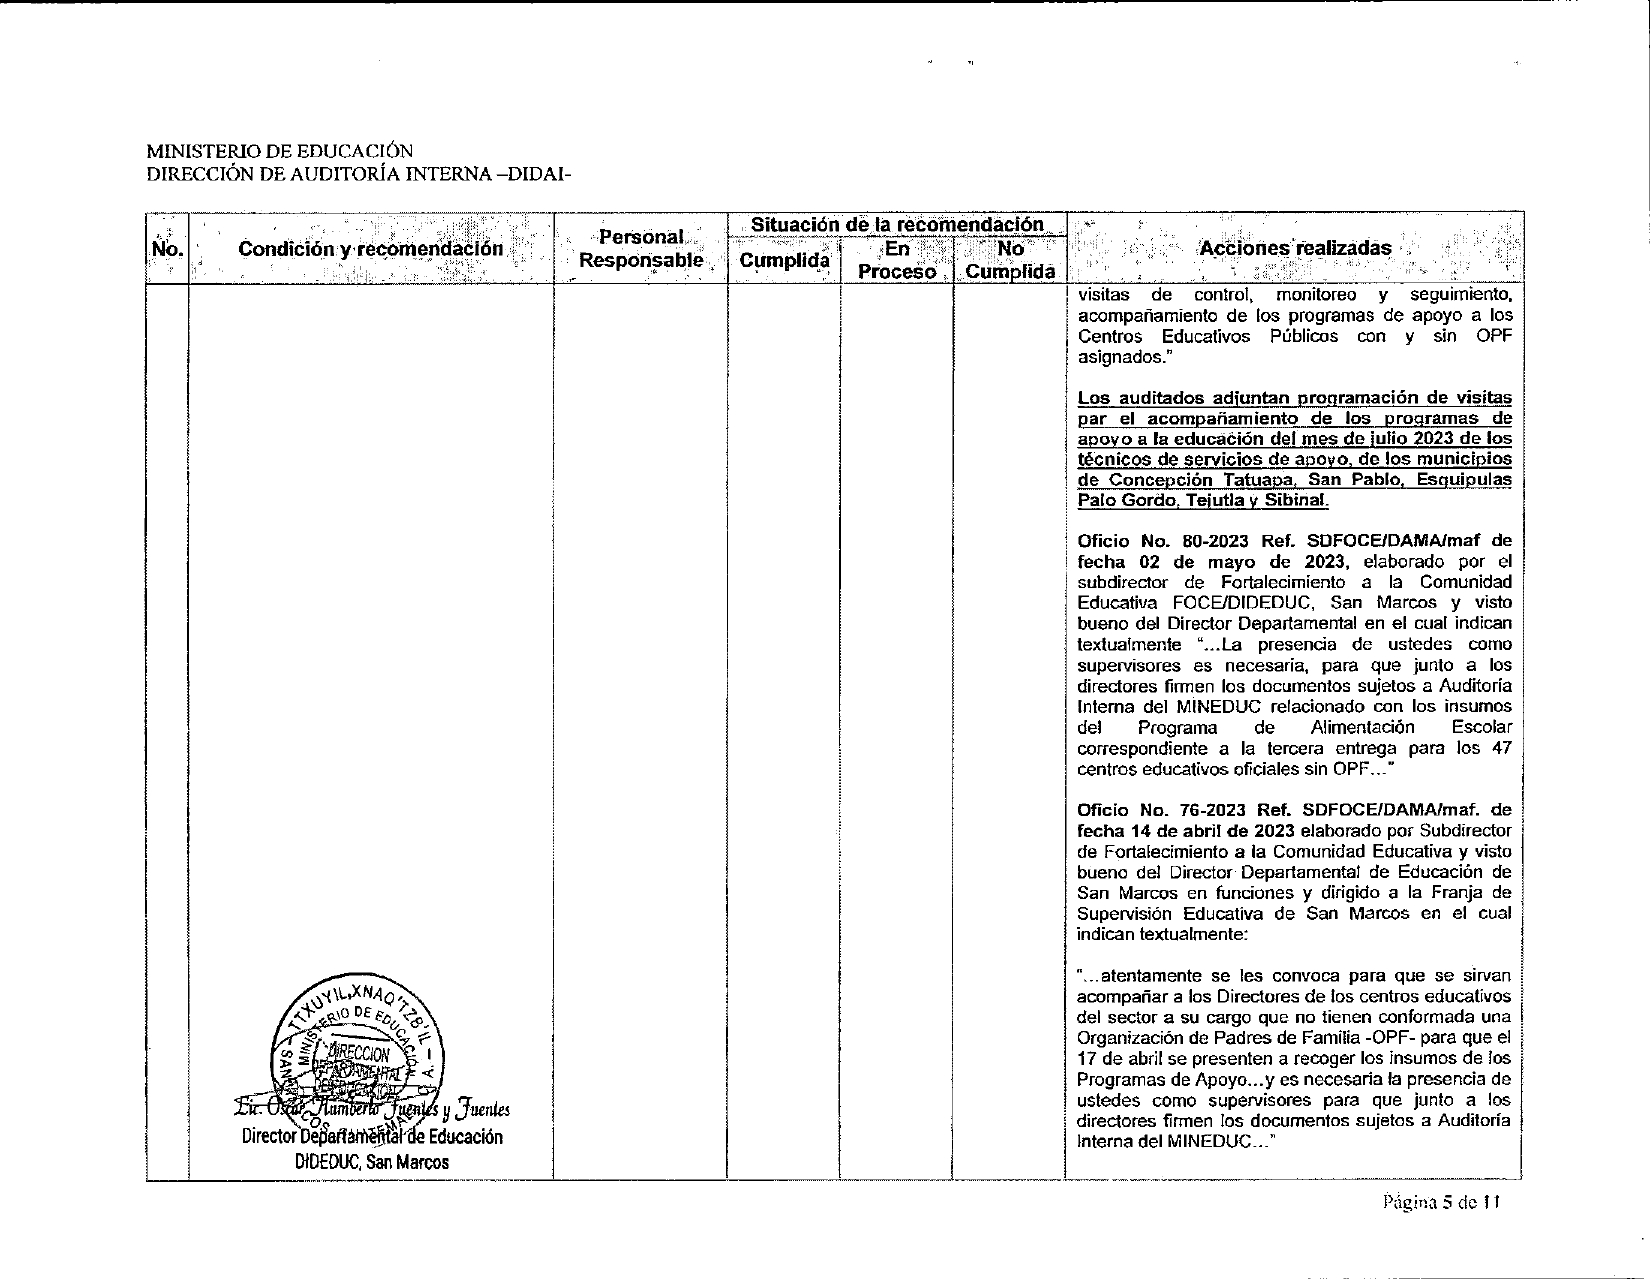 MINISTERIO DE EDUCACIÓN
DIRECCIÓN DE AUDITORÍA INTERNA –DIDAI-
No.
Condición y recomendación
Personal
Responsable
Situación de la recomendación
Cumplida
En
Proceso
No
Cumplida
Acciones realizadas
visitas de control, monitoreo y seguimiento,
acompañamiento de los programas de apoyo a los
Centros Educativos Públicos con y sin OPF
asignados."
Los auditados adjuntan programación de visitas
par el acompañamiento de los programas de
apoyo a la educación del mes de julio 2023 de los
técnicos de servicios de apoyo, de los municipios
de Concepción Tatuapa, San Pablo, Esquipulas
Palo Gordo, Tejutla y Sibinal.
Oficio No. 80-2023 Ref. SDFOCE/DAMA/maf de
fecha 02 de mayo de 2023, elaborado por el
subdirector de Fortalecimiento a la Comunidad
Educativa FOCE/DIDEDUC, San Marcos y visto
bueno del Director Departamental en el cual indican
textualmente "...La presencia de ustedes como
supervisores es necesaria, para que junto a los
directores firmen los documentos sujetos a Auditoría
Interna del MINEDUC relacionado con los insumos
del Programa de Alimentación Escolar
correspondiente a la tercera entrega para los 47
centros educativos oficiales sin OPF..."
Oficio No. 76-2023 Ref. SDFOCE/DAMA/maf. de
fecha 14 de abril de 2023 elaborado por Subdirector
de Fortalecimiento a la Comunidad Educativa y visto
bueno del Director Departamental de Educación de
San Marcos en funciones y dirigido a la Franja de
Supervisión Educativa de San Marcos en el cual
indican textualmente:
"...atentamente se les convoca para que se sirvan
acompañar a los Directores de los centros educativos
del sector a su cargo que no tienen conformada una
Organización de Padres de Familia -OPF- para que el
17 de abril se presenten a recoger los insumos de los
Programas de Apoyo...y es necesaria la presencia de
ustedes como supervisores para que junto a los
directores firmen los documentos sujetos a Auditoría
Interna del MINEDUC..."
MINISTERIO DE EDUCACIÓN
DIRECCION
DEPARTAMENTAL
Lic. Oscar Humberto Fuentes y Fuentes
Director Departamental de Educación
DIDEDUC, San Marcos
Página 5 de 11